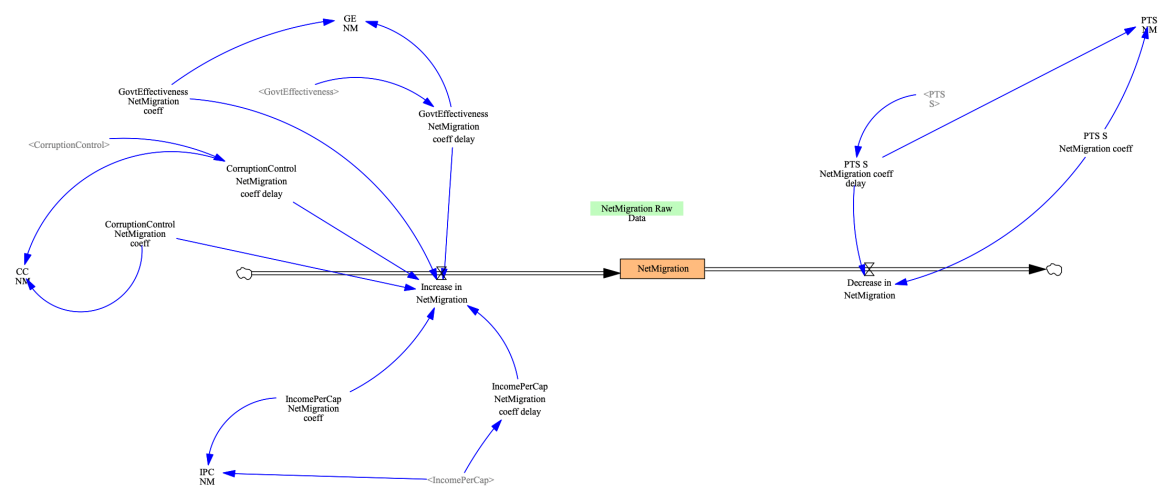 GE
NM
PTS
NM
GovtEffectiveness
NetMigration
coeff
<GovtEffectiveness>
<PTS
S>
GovtEffectiveness
NetMigration
coeff delay
<CorruptionControl>
PTS S
NetMigration coeff
CorruptionControl
NetMigration
coeff delay
PTS S
NetMigration coeff
delay
NetMigration Raw
Data
CorruptionControl
NetMigration
coeff
CC
NM
NetMigration
Increase in
NetMigration
Decrease in
NetMigration
IncomePerCap
NetMigration
coeff
IncomePerCap
NetMigration
coeff delay
IPC
NM
<IncomePerCap>